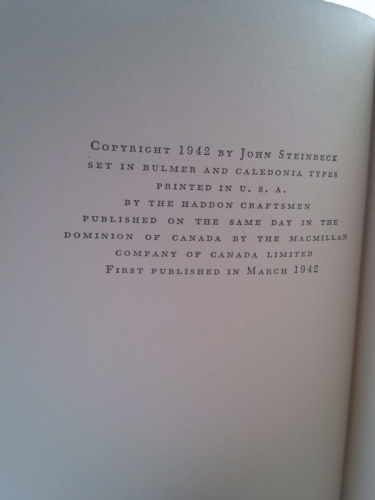 Copyright 1942 by John Steinbeck
set in bulmer and caledonia types
printed in u. s. a.
by the haddon craftsmen
published on the same day in the
dominion of canada by the macmillan
company of canada limited
First published in March 1942